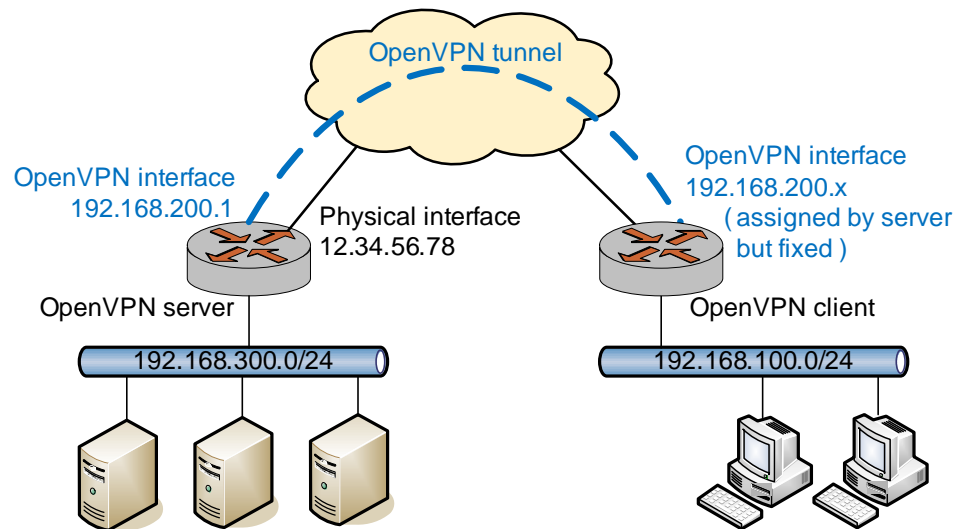 OpenVPN tunnel
OpenVPN interface
192.168.200.1
OpenVPN interface
192.168.200.x
( assigned by server
but fixed )
Physical interface
12.34.56.78
OpenVPN server
OpenVPN client
192.168.300.0/24
192.168.100.0/24